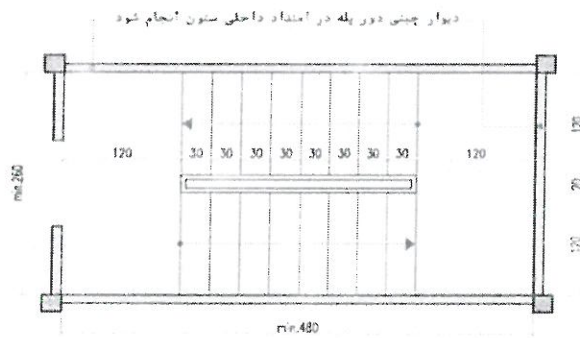 دیوار چینی دور پله در امتداد داخلی ستون انجام شود
120 30 30 30 30 30 30 30 30 120
120
20
120
min.260
min.480